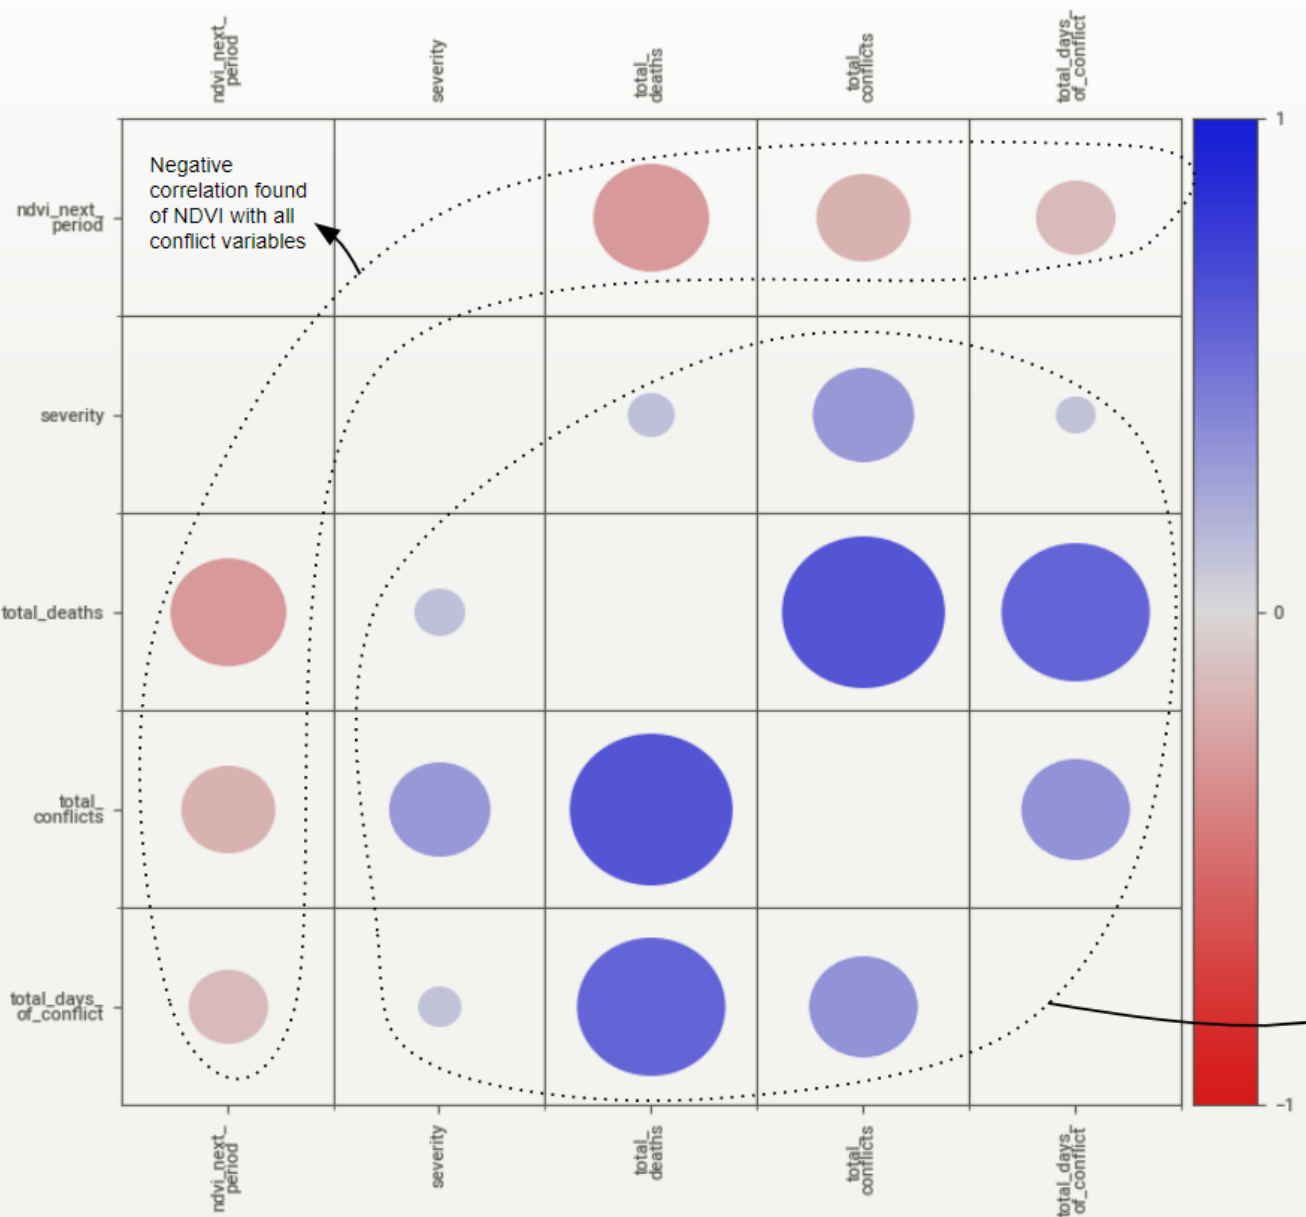 ndvi_next_
period
severity
total_
deaths
total_
conflicts
total_days_
of_conflict
Negative
correlation found
of NDVI with all
conflict variables
ndvi_next_
period
severity
total_deaths
total_
conflicts
total_days_
of_conflict
1
0
-1
ndvi_next_
period
severity
total_
deaths
total_
conflicts
total_days_
of_conflict